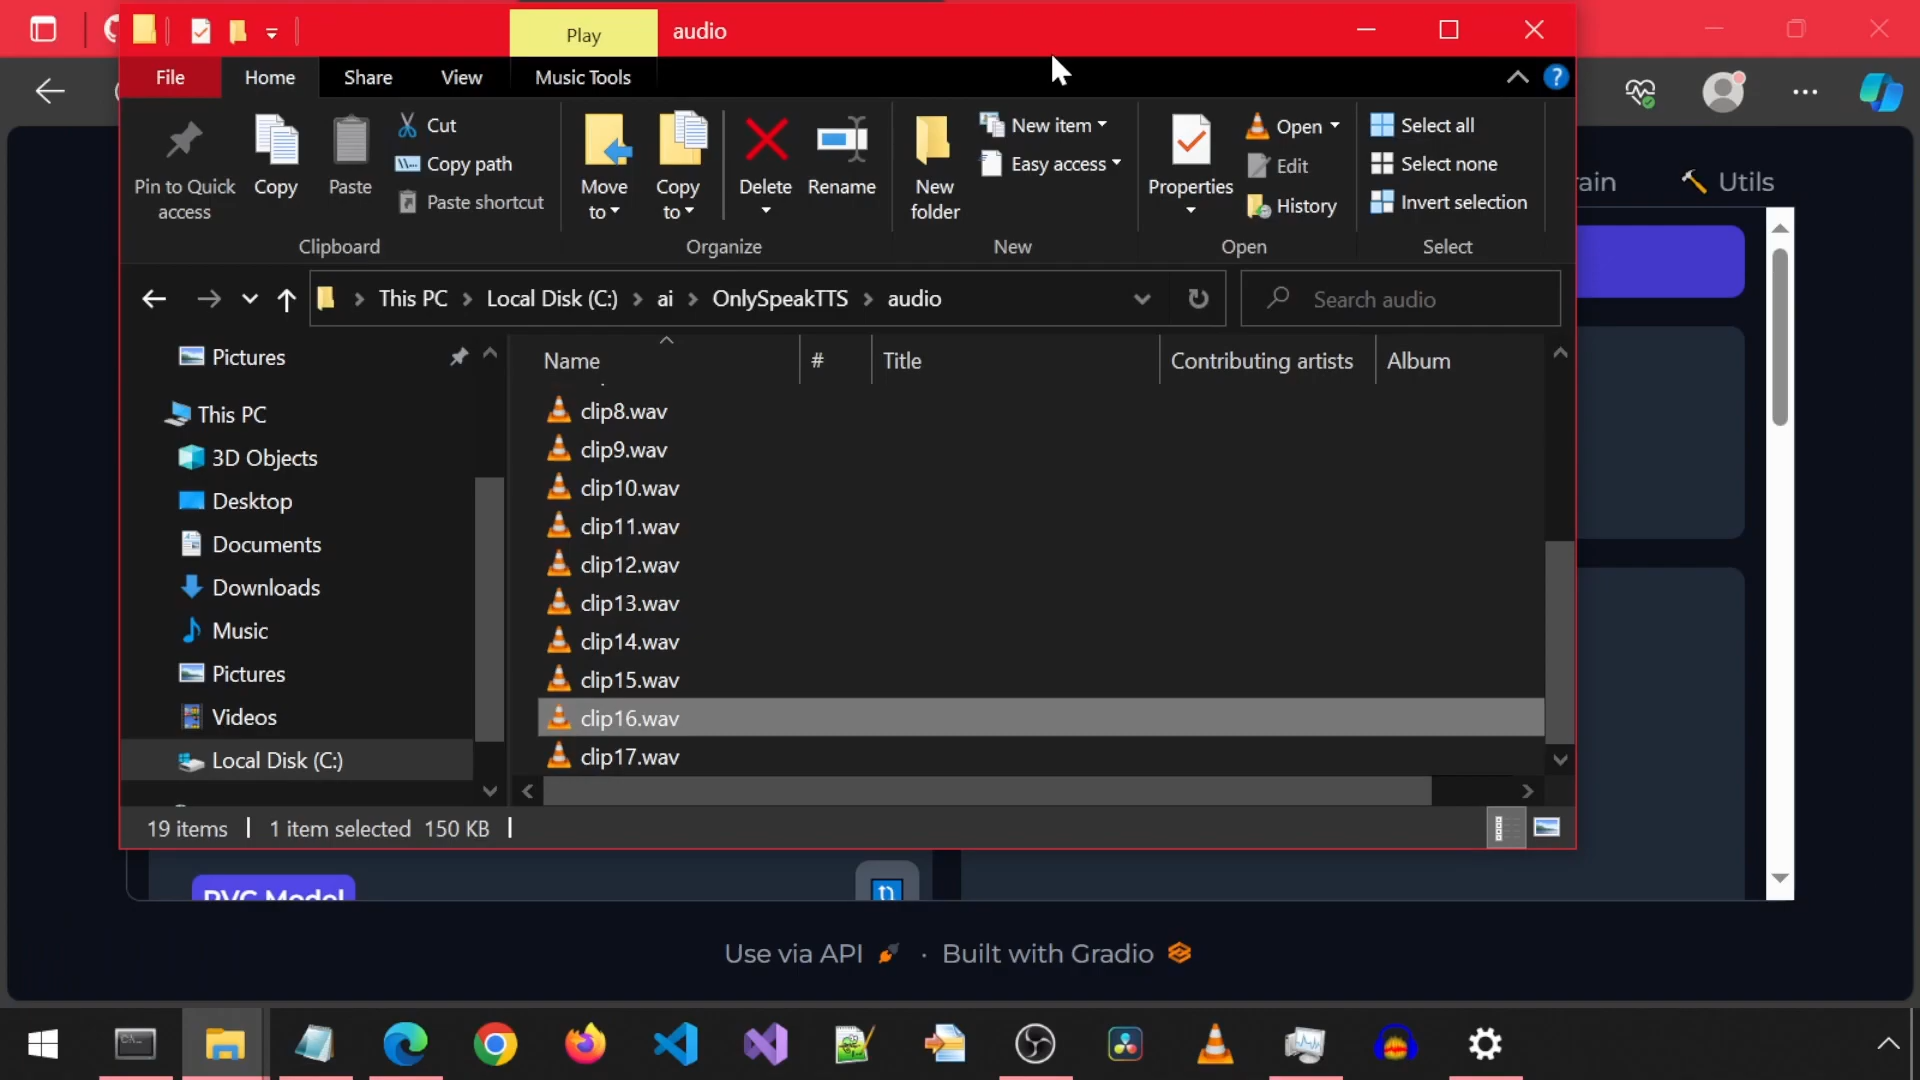 Play
audio
File
Home
Share
View
Music Tools
?
Pin to Quick
access
Copy
Paste
Cut
Copy path
Paste shortcut
Move
to
Copy
to
Delete
Rename
New
folder
New item
Easy access
Properties
Open
Edit
History
Select all
Select none
Invert selection
Clipboard
Organize
New
Open
Select
ain
Utils
This PC
Local Disk (C:)
ai
OnlySpeakTTS
audio
Search audio
Name
#
Title
Contributing artists
Album
Pictures
This PC
3D Objects
Desktop
Documents
Downloads
Music
Pictures
Videos
Local Disk (C:)
clip8.wav
clip9.wav
clip10.wav
clip11.wav
clip12.wav
clip13.wav
clip14.wav
clip15.wav
clip16.wav
clip17.wav
19 items
1 item selected 150 KB
RVC Model
Use via API
·
Built with Gradio